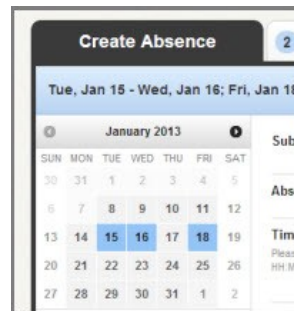 Create Absence
2
Tue, Jan 15 - Wed, Jan 16; Fri, Jan 18
January 2013
Sub
SUN MON TUE WED THU FRI SAT
30 31 1 2 3 4 5
Abs
6 7 8 9 10 11 12
13 14 15 16 17 18 19
Tim
Pleas
HH:M
20 21 22 23 24 25 26
27 28 29 30 31 1 2